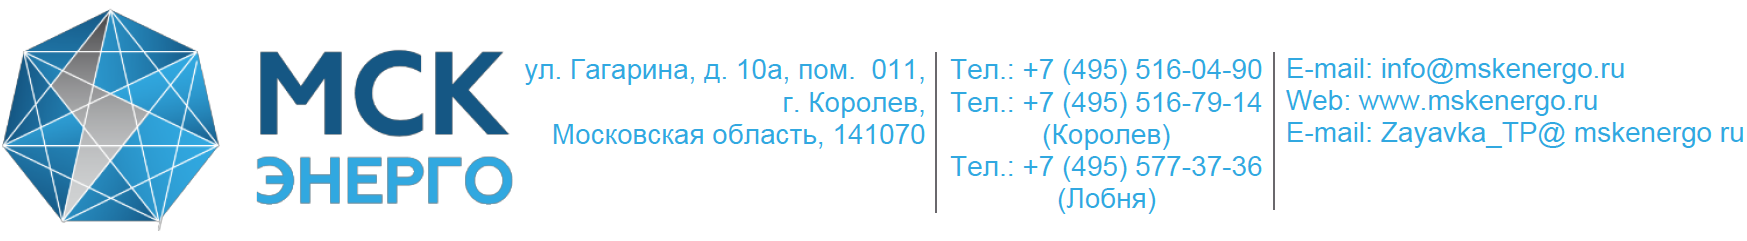 МСК
ЭНЕРГО
ул. Гагарина, д. 10а, пом.  011,
г. Королев,
Московская область, 141070
Тел.: +7 (495) 516-04-90
Тел.: +7 (495) 516-79-14
(Королев)
Тел.: +7 (495) 577-37-36
(Лобня)
E-mail: info@mskenergo.ru
Web: www.mskenergo.ru
E-mail: Zayavka_TP@ mskenergo ru